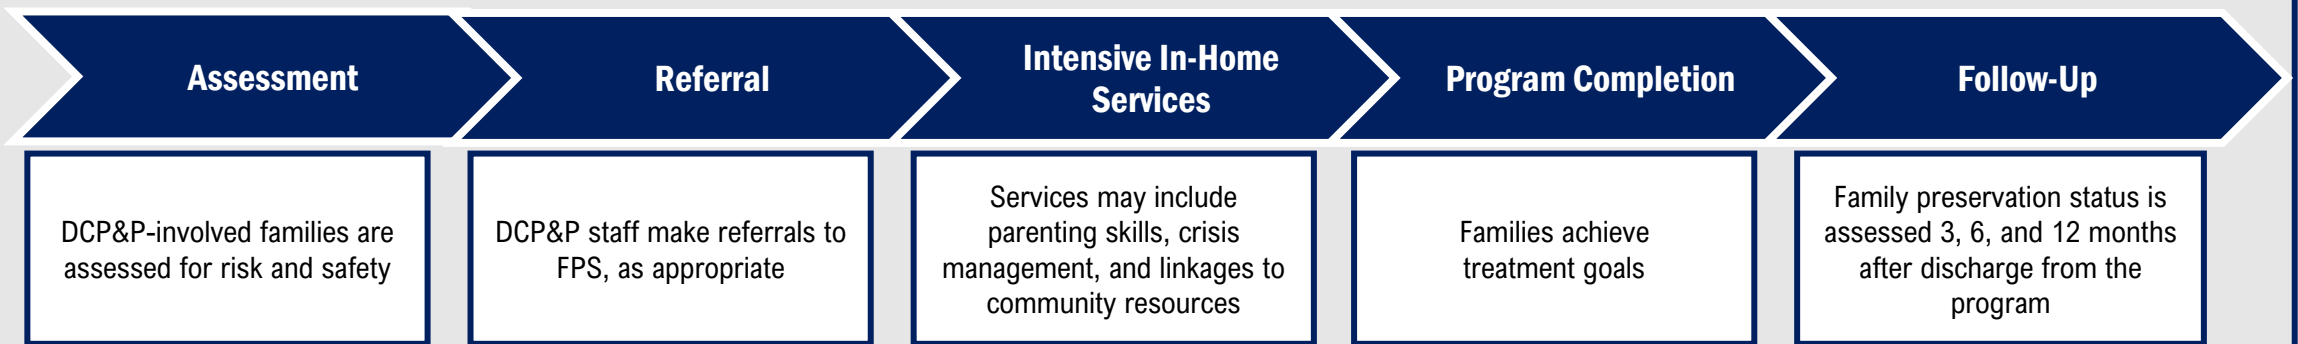 Assessment
DCP&P-involved families are
assessed for risk and safety
Referral
DCP&P staff make referrals to
FPS, as appropriate
Intensive In-Home
Services
Services may include
parenting skills, crisis
management, and linkages to
community resources
Program Completion
Families achieve
treatment goals
Follow-Up
Family preservation status is
assessed 3, 6, and 12 months
after discharge from the
program